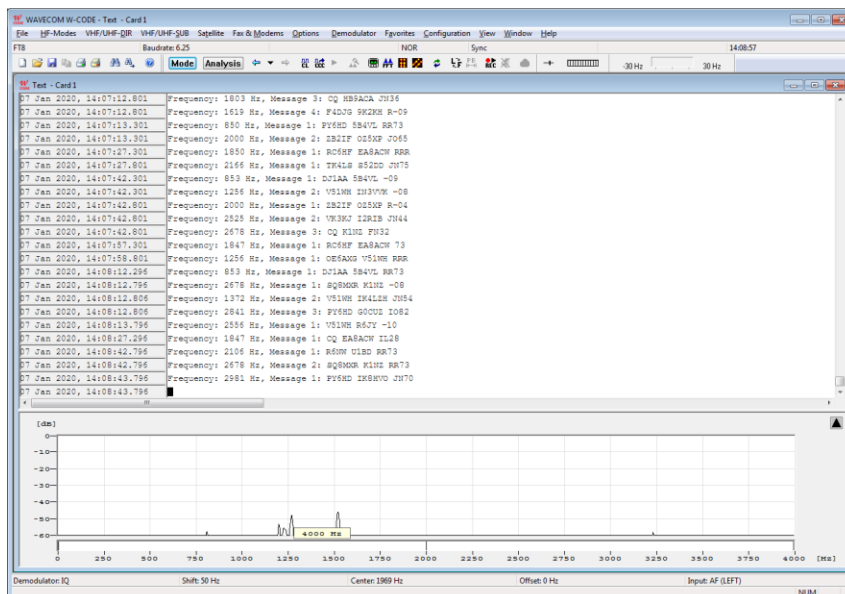 WAVECOM W-CODE - Text - Card1
File HF-Modes VHF/UHF-DIR VHF/UHF-SUB Satellite Fax & Modems Options Demodulator Favorites Configuration View Window Help
FT8 Baudrate: 6.25 NOR Sync 14:08:57
Mode Analysis -30 Hz 30 Hz
Text - Card1
07 Jan 2020, 14:07:12.801 Frequency: 1803 Hz, Message 3: CQ HB9ACA JN36
07 Jan 2020, 14:07:12.801 Frequency: 1619 Hz, Message 4: F4DJG 9K2KH R-09
07 Jan 2020, 14:07:13.301 Frequency: 850 Hz, Message 1: PY6HD 5B4VL RR73
07 Jan 2020, 14:07:13.301 Frequency: 2000 Hz, Message 2: ZB2IF OZ5XP JO65
07 Jan 2020, 14:07:27.301 Frequency: 1850 Hz, Message 1: RC6HF EA8ACW RRR
07 Jan 2020, 14:07:27.801 Frequency: 2166 Hz, Message 1: TK4LS S52DD JN75
07 Jan 2020, 14:07:42.301 Frequency: 853 Hz, Message 1: DJ1AA 5B4VL -09
07 Jan 2020, 14:07:42.301 Frequency: 1256 Hz, Message 2: V51WH IN3VVK -08
07 Jan 2020, 14:07:42.801 Frequency: 2000 Hz, Message 1: ZB2IF OZ5XP R-04
07 Jan 2020, 14:07:42.801 Frequency: 2525 Hz, Message 2: VK3KJ I2RIB JN44
07 Jan 2020, 14:07:42.801 Frequency: 2678 Hz, Message 3: CQ K1NZ FN32
07 Jan 2020, 14:07:57.301 Frequency: 1847 Hz, Message 1: RC6HF EA8ACW 73
07 Jan 2020, 14:07:58.801 Frequency: 1256 Hz, Message 1: OE6AXG V51WH RRR
07 Jan 2020, 14:08:12.296 Frequency: 853 Hz, Message 1: DJ1AA 5B4VL RR73
07 Jan 2020, 14:08:12.796 Frequency: 2678 Hz, Message 1: SQ8MXR K1NZ -08
07 Jan 2020, 14:08:12.806 Frequency: 1372 Hz, Message 2: V51WH IK4LZH JN54
07 Jan 2020, 14:08:12.806 Frequency: 2841 Hz, Message 3: PY6HD G0CUZ IO82
07 Jan 2020, 14:08:13.796 Frequency: 2556 Hz, Message 1: V51WH R6JY -10
07 Jan 2020, 14:08:27.296 Frequency: 1847 Hz, Message 1: CQ EA8ACW IL28
07 Jan 2020, 14:08:42.796 Frequency: 2106 Hz, Message 1: R6NW U1BD RR73
07 Jan 2020, 14:08:42.796 Frequency: 2678 Hz, Message 2: SQ8MXR K1NZ RR73
07 Jan 2020, 14:08:43.796 Frequency: 2981 Hz, Message 1: PY6HD IK8HVO JN70
07 Jan 2020, 14:08:43.796
[dB]
0
-10
-20
-30
-40
-50
-60
4000 Hz
0 250 500 750 1000 1250 1500 1750 2000 2250 2500 2750 3000 3250 3500 3750 4000 [Hz]
Demodulator: IQ Shift: 50 Hz Center: 1969 Hz Offset: 0 Hz Input: AF (LEFT)
NUM